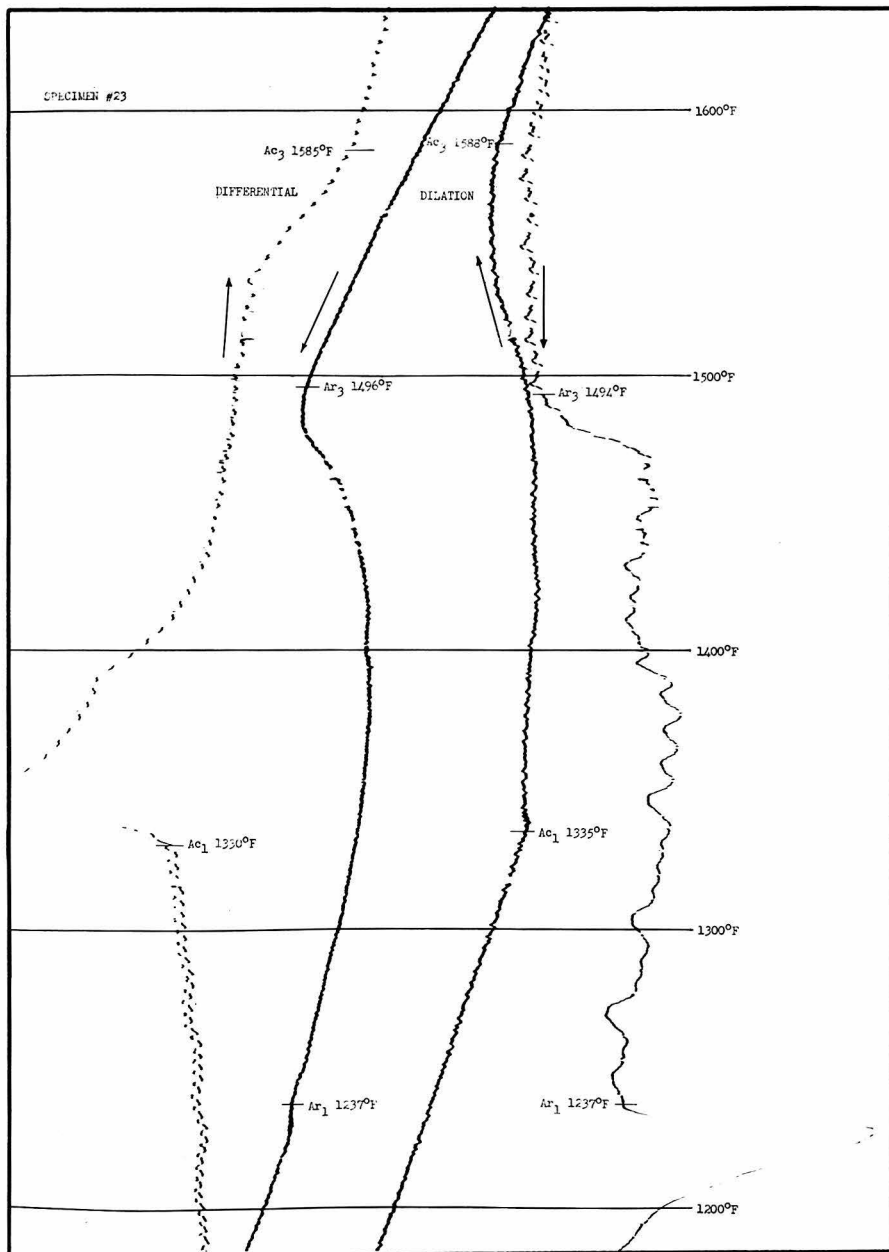 SPECIMEN #23
1600°F
Ac₃ 1585°F
Ac₃ 1588°F
DIFFERENTIAL
DILATION
1500°F
Ar₃ 1496°F
Ar₃ 1494°F
1400°F
Ac₁ 1330°F
Ac₁ 1335°F
1300°F
Ar₁ 1237°F
Ar₁ 1237°F
1200°F